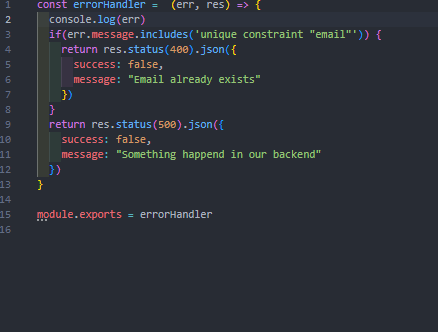 1 const errorHandler =  (err, res) => {
2   console.log(err)
3   if(err.message.includes('unique constraint "email"')) {
4     return res.status(400).json({
5       success: false,
6       message: "Email already exists"
7     })
8   }
9   return res.status(500).json({
10     success: false,
11     message: "Something happend in our backend"
12   })
13 }
14
15 module.exports = errorHandler
16